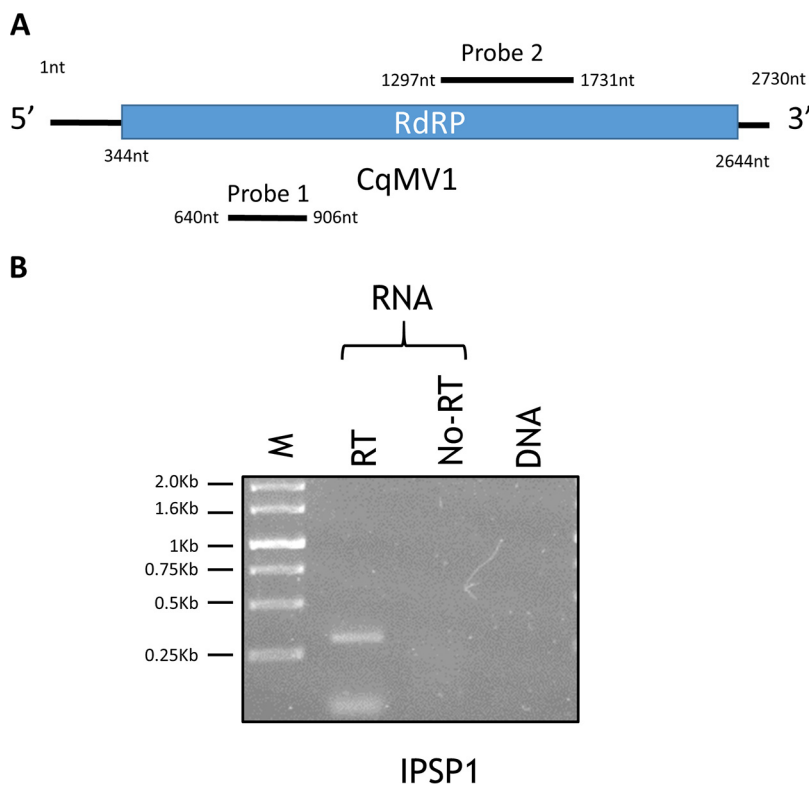 A
1nt
Probe 2
1297nt
1731nt
2730nt
5’
RdRP
3’
344nt
2644nt
CqMV1
Probe 1
640nt
906nt
B
RNA
M
RT
No-RT
DNA
2.0Kb
1.6Kb
1Kb
0.75Kb
0.5Kb
0.25Kb
IPSP1